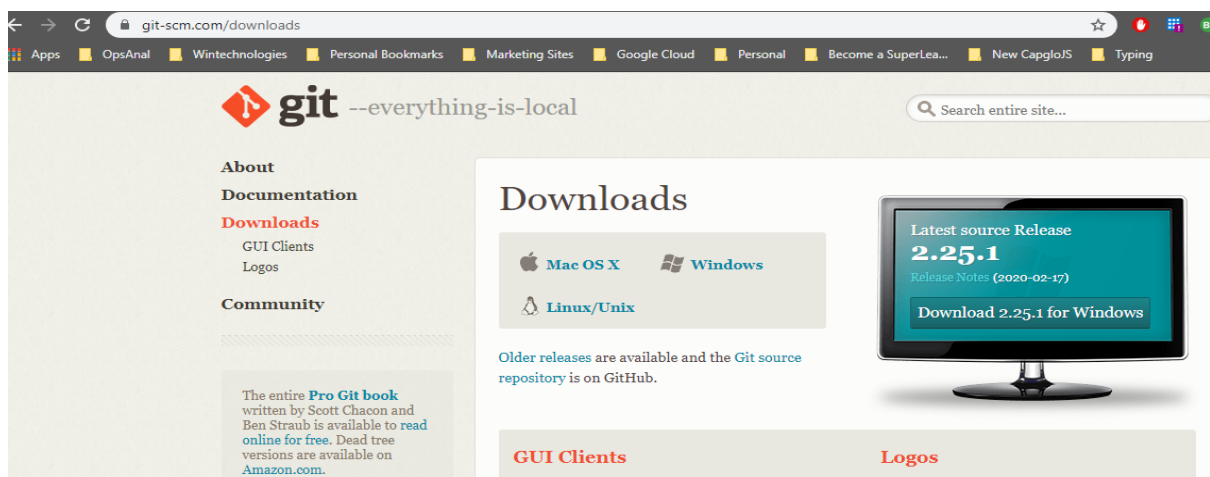 git-scm.com/downloads
Apps OpsAnal Wintechnologies Personal Bookmarks Marketing Sites Google Cloud Personal Become a SuperLea... New CapgloJS Typing
git --everything-is-local
Search entire site...
About
Documentation
Downloads
GUI Clients
Logos
Community
The entire Pro Git book
written by Scott Chacon and
Ben Straub is available to read
online for free. Dead tree
versions are available on
Amazon.com.
Downloads
Mac OS X Windows
Linux/Unix
Older releases are available and the Git source
repository is on GitHub.
Latest source Release
2.25.1
Release Notes (2020-02-17)
Download 2.25.1 for Windows
GUI Clients Logos